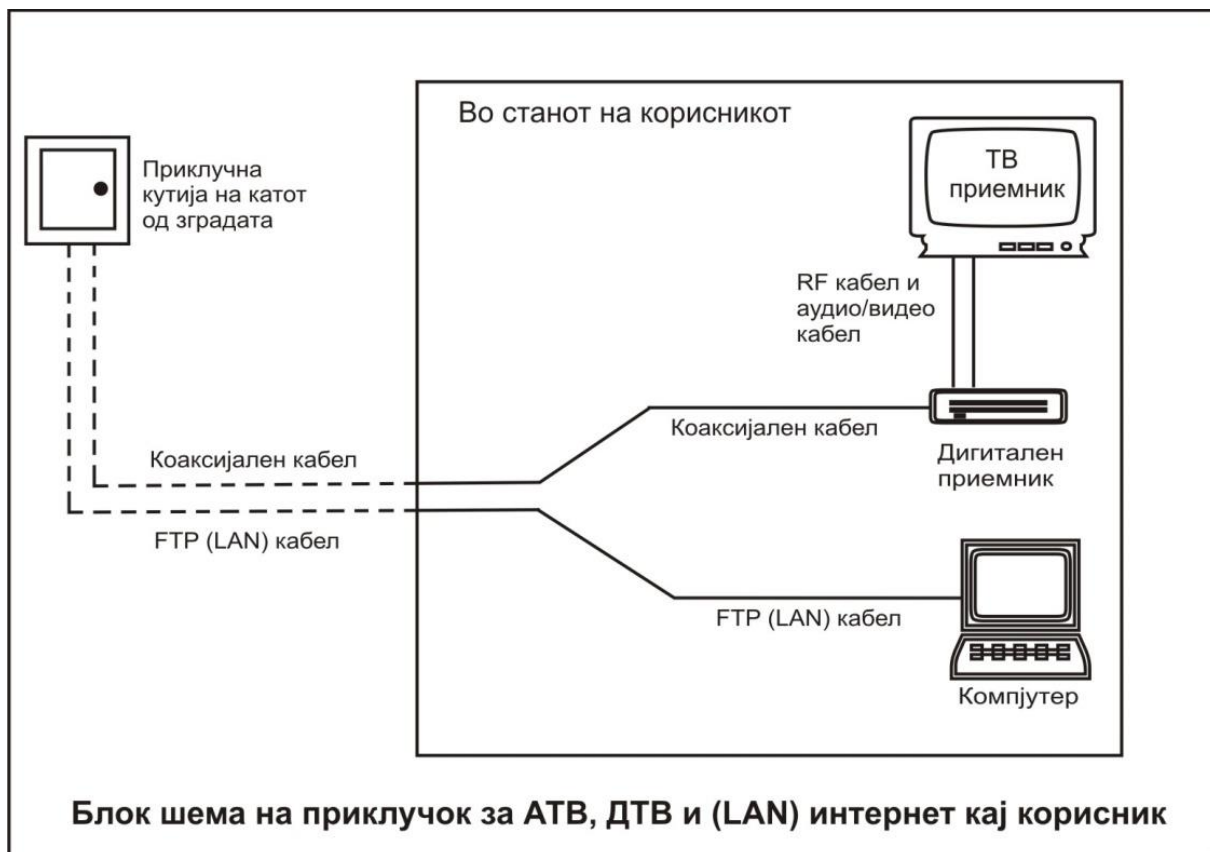 Во станот на корисникот
Приклучна
кутија на катот
од зградата
ТВ
приемник
RF кабел и
аудио/видео
кабел
Коаксијален кабел
Дигитален
приемник
Коаксијален кабел
FTP (LAN) кабел
FTP (LAN) кабел
Компјутер
Блок шема на приклучок за АТВ, ДТВ и (LAN) интернет кај корисник